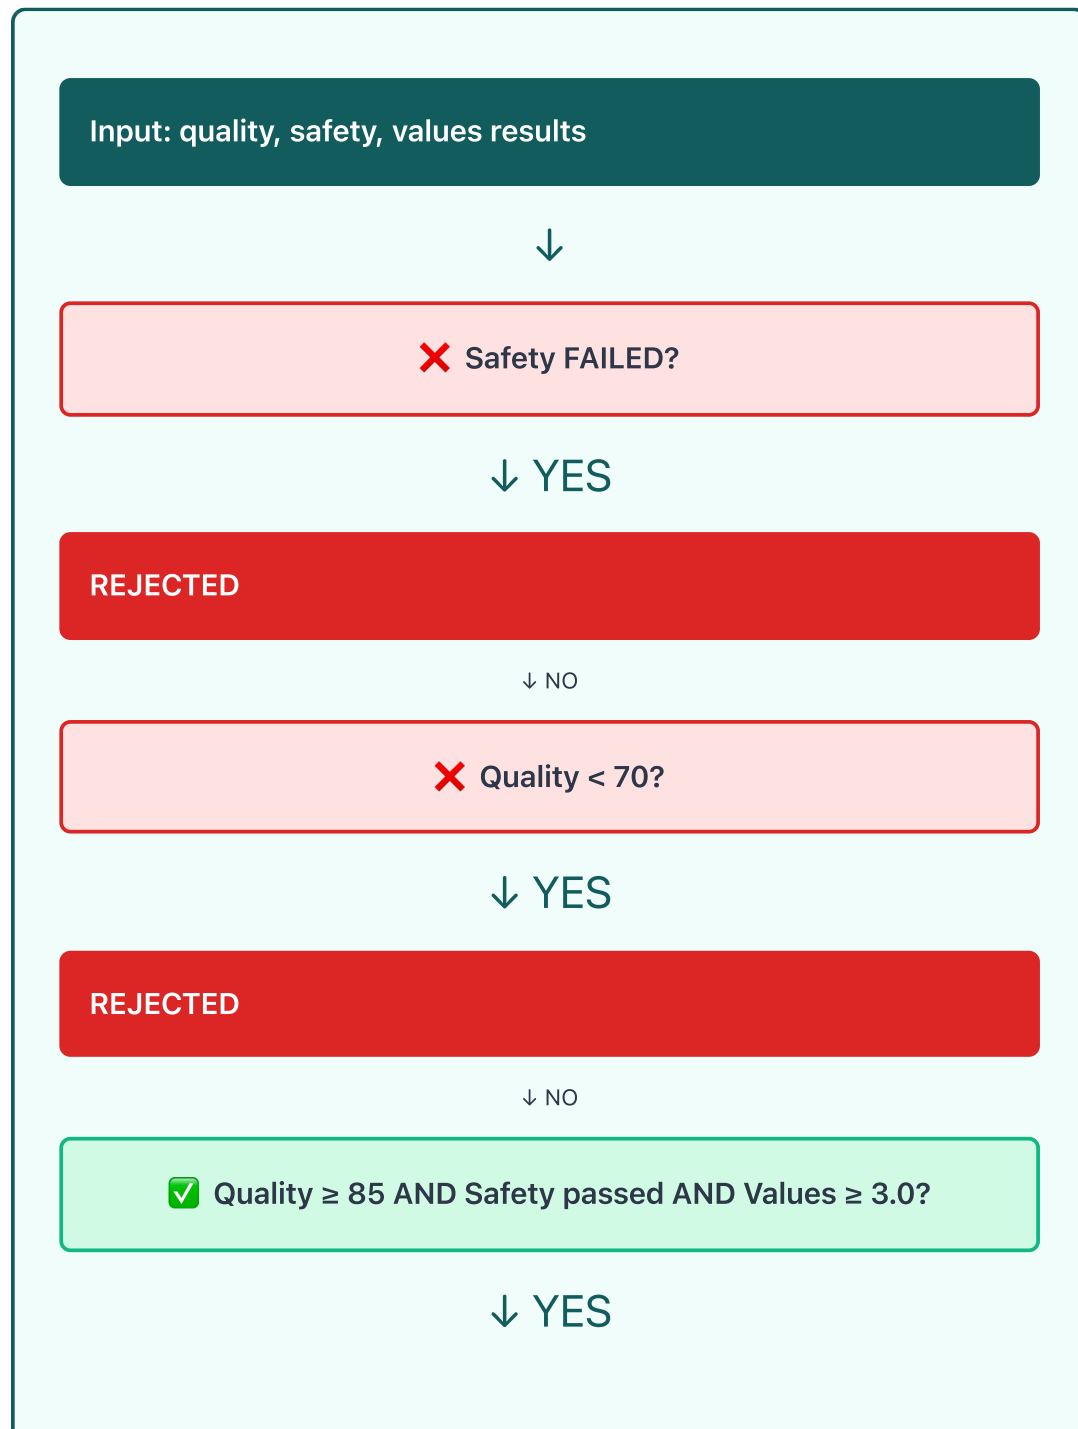 Input: quality, safety, values results
↓
❌ Safety FAILED?
↓ YES
REJECTED
↓ NO
❌ Quality < 70?
↓ YES
REJECTED
↓ NO
✅ Quality ≥ 85 AND Safety passed AND Values ≥ 3.0?
↓ YES